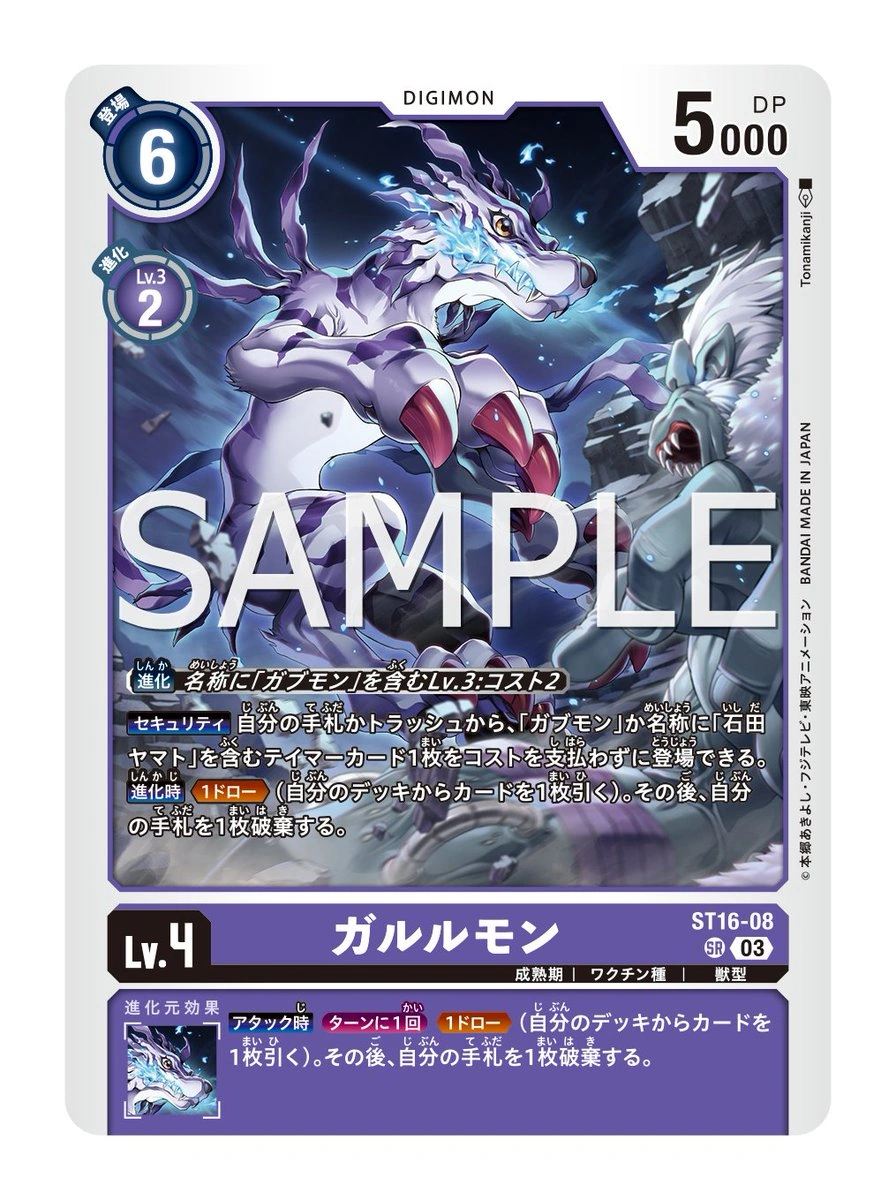 DIGIMON
登場
6
DP
5000
進化
Lv.3
2
Tonamikanji
SAMPLE
進化 名称に「ガブモン」を含むLv.3:コスト2
セキュリティ 自分の手札かトラッシュから、「ガブモン」か名称に「石田
ヤマト」を含むテイマーカード1枚をコストを支払わずに登場できる。
進化時 1ドロー (自分のデッキからカードを1枚引く)。その後、自分
の手札を1枚破棄する。
© 本郷あきよし・フジテレビ・東映アニメーション BANDAI MADE IN JAPAN
Lv.4
ガルルモン
ST16-08
SR 03
成熟期 | ワクチン種 | 獣型
進化元効果
アタック時 ターンに1回 1ドロー (自分のデッキからカードを
1枚引く)。その後、自分の手札を1枚破棄する。